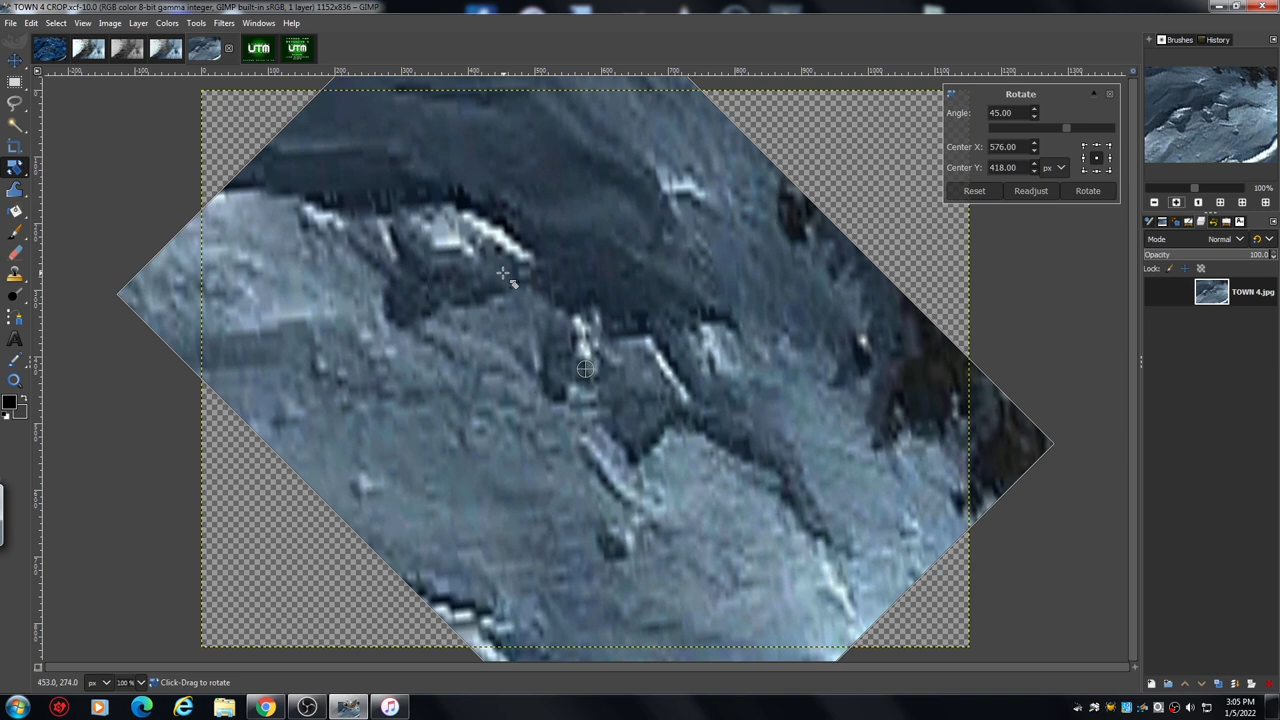 TOWN 4 CROP.xcf-10.0 (RGB color 8-bit gamma integer, GIMP built-in sRGB, 1 layer) 1152x836 – GIMP
File Edit Select View Image Layer Colors Tools Filters Windows Help
UTM UTM
Brushes History
Rotate
Angle: 45.00
Center X: 576.00
Center Y: 418.00 px
Reset Readjust Rotate
100%
Mode Normal
Opacity 100.0
Lock:
TOWN 4.jpg
453.0, 274.0 px 100 % Click-Drag to rotate
3:05 PM
1/5/2022